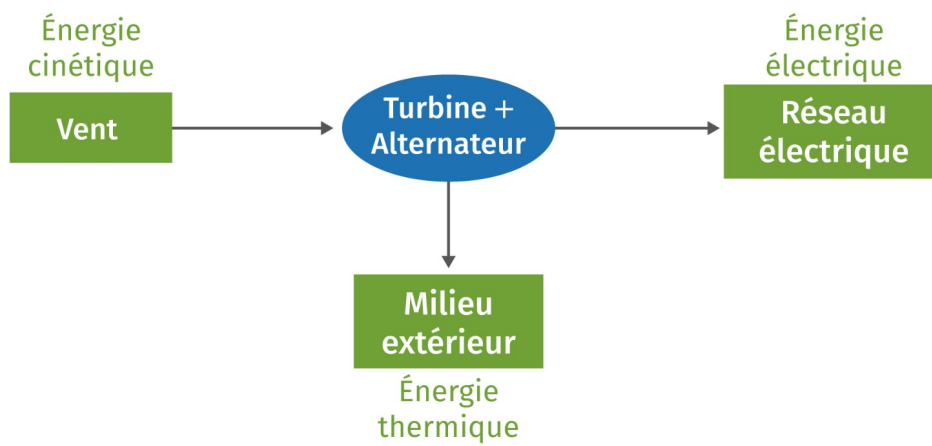 Énergie
cinétique
Vent
Turbine +
Alternateur
Énergie
électrique
Réseau
électrique
Milieu
extérieur
Énergie
thermique